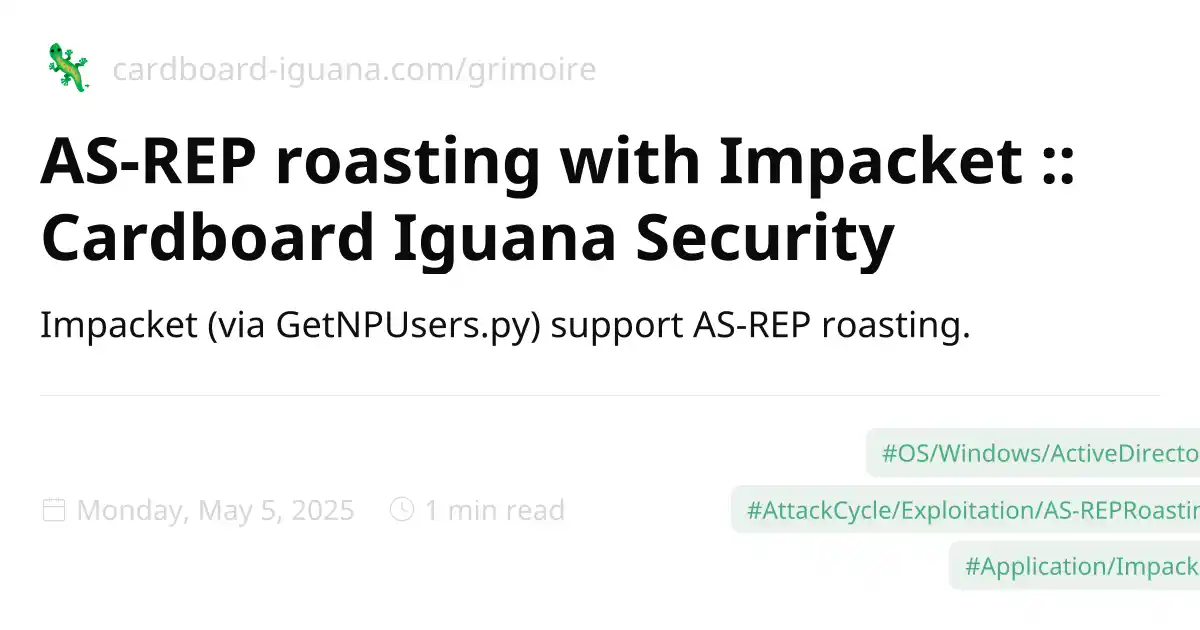 cardboard-iguana.com/grimoire
AS-REP roasting with Impacket ::
Cardboard Iguana Security
Impacket (via GetNPUsers.py) support AS-REP roasting.
#OS/Windows/ActiveDirecto
Monday, May 5, 2025 1 min read
#AttackCycle/Exploitation/AS-REPRoastin
#Application/Impack